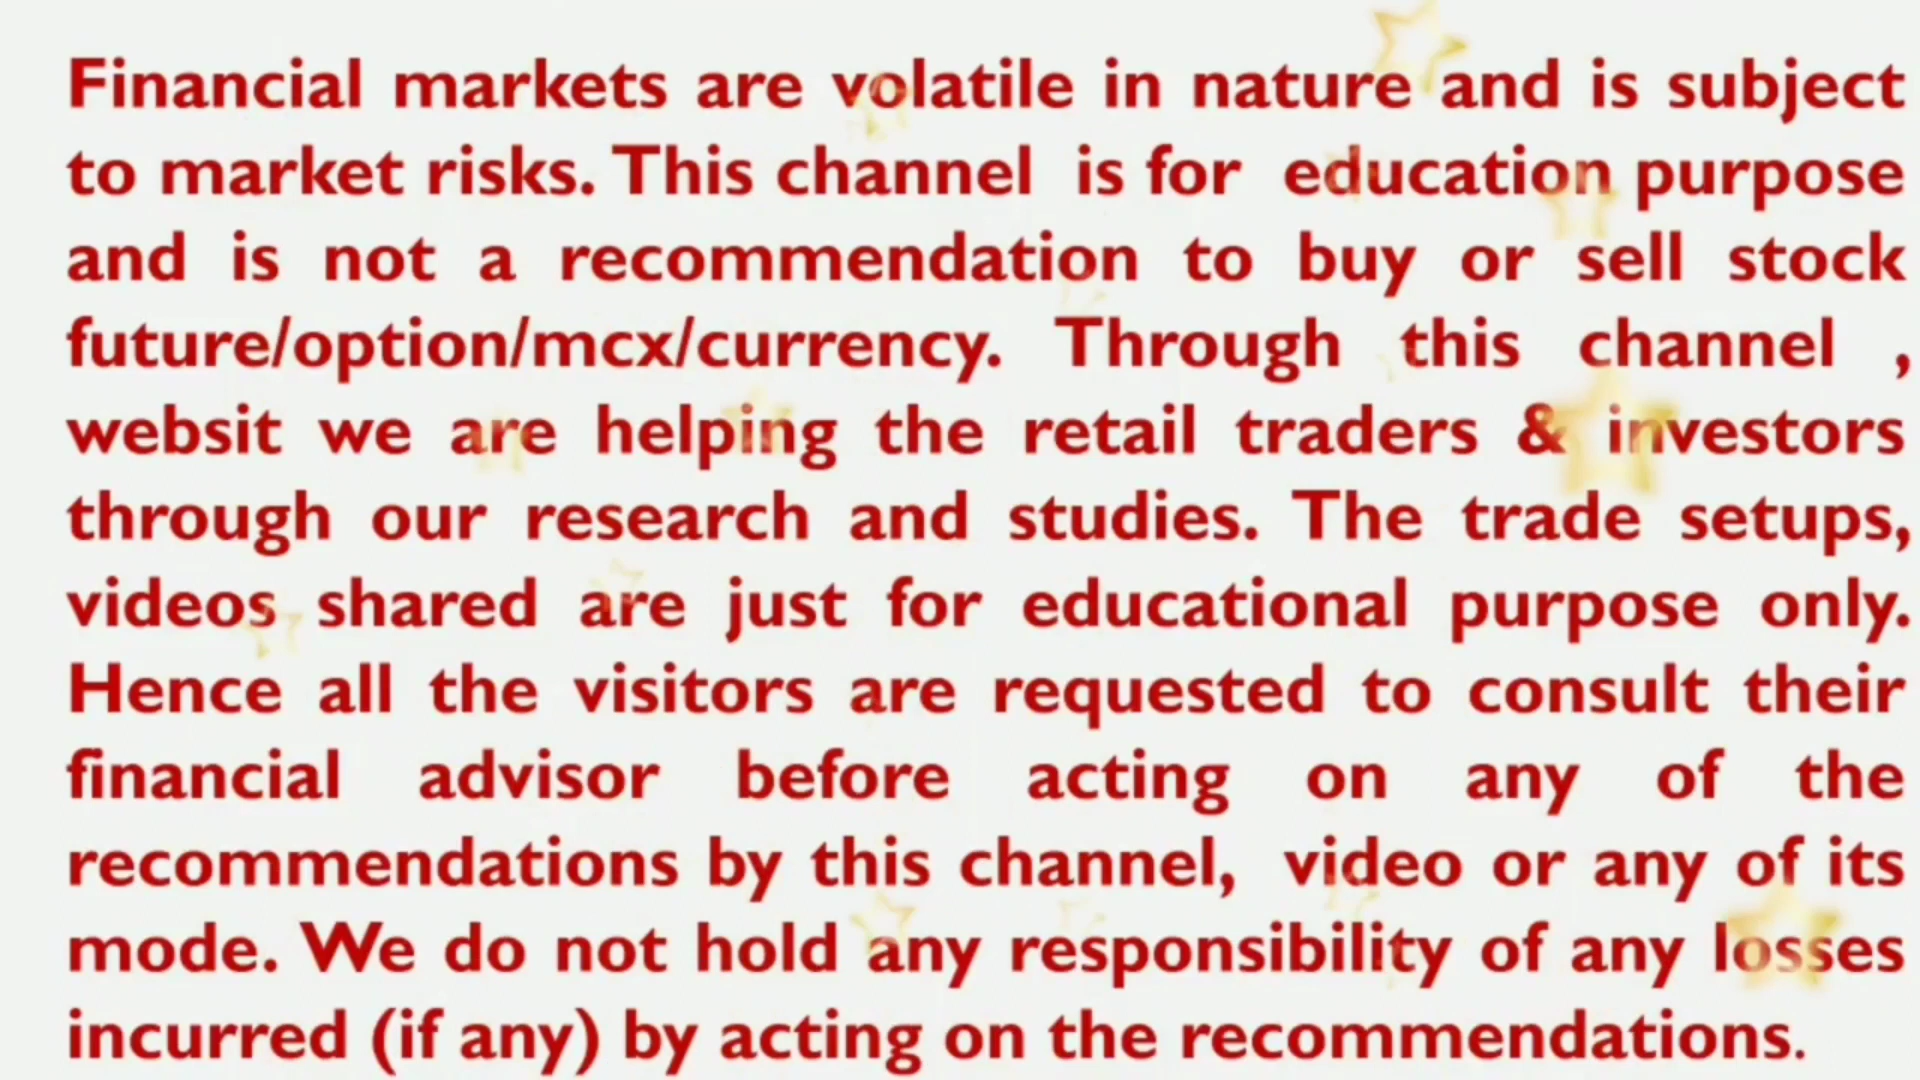 Financial markets are volatile in nature and is subject
to market risks. This channel is for education purpose
and is not a recommendation to buy or sell stock
future/option/mcx/currency. Through this channel ,
websit we are helping the retail traders & investors
through our research and studies. The trade setups,
videos shared are just for educational purpose only.
Hence all the visitors are requested to consult their
financial advisor before acting on any of the
recommendations by this channel, video or any of its
mode. We do not hold any responsibility of any losses
incurred (if any) by acting on the recommendations.